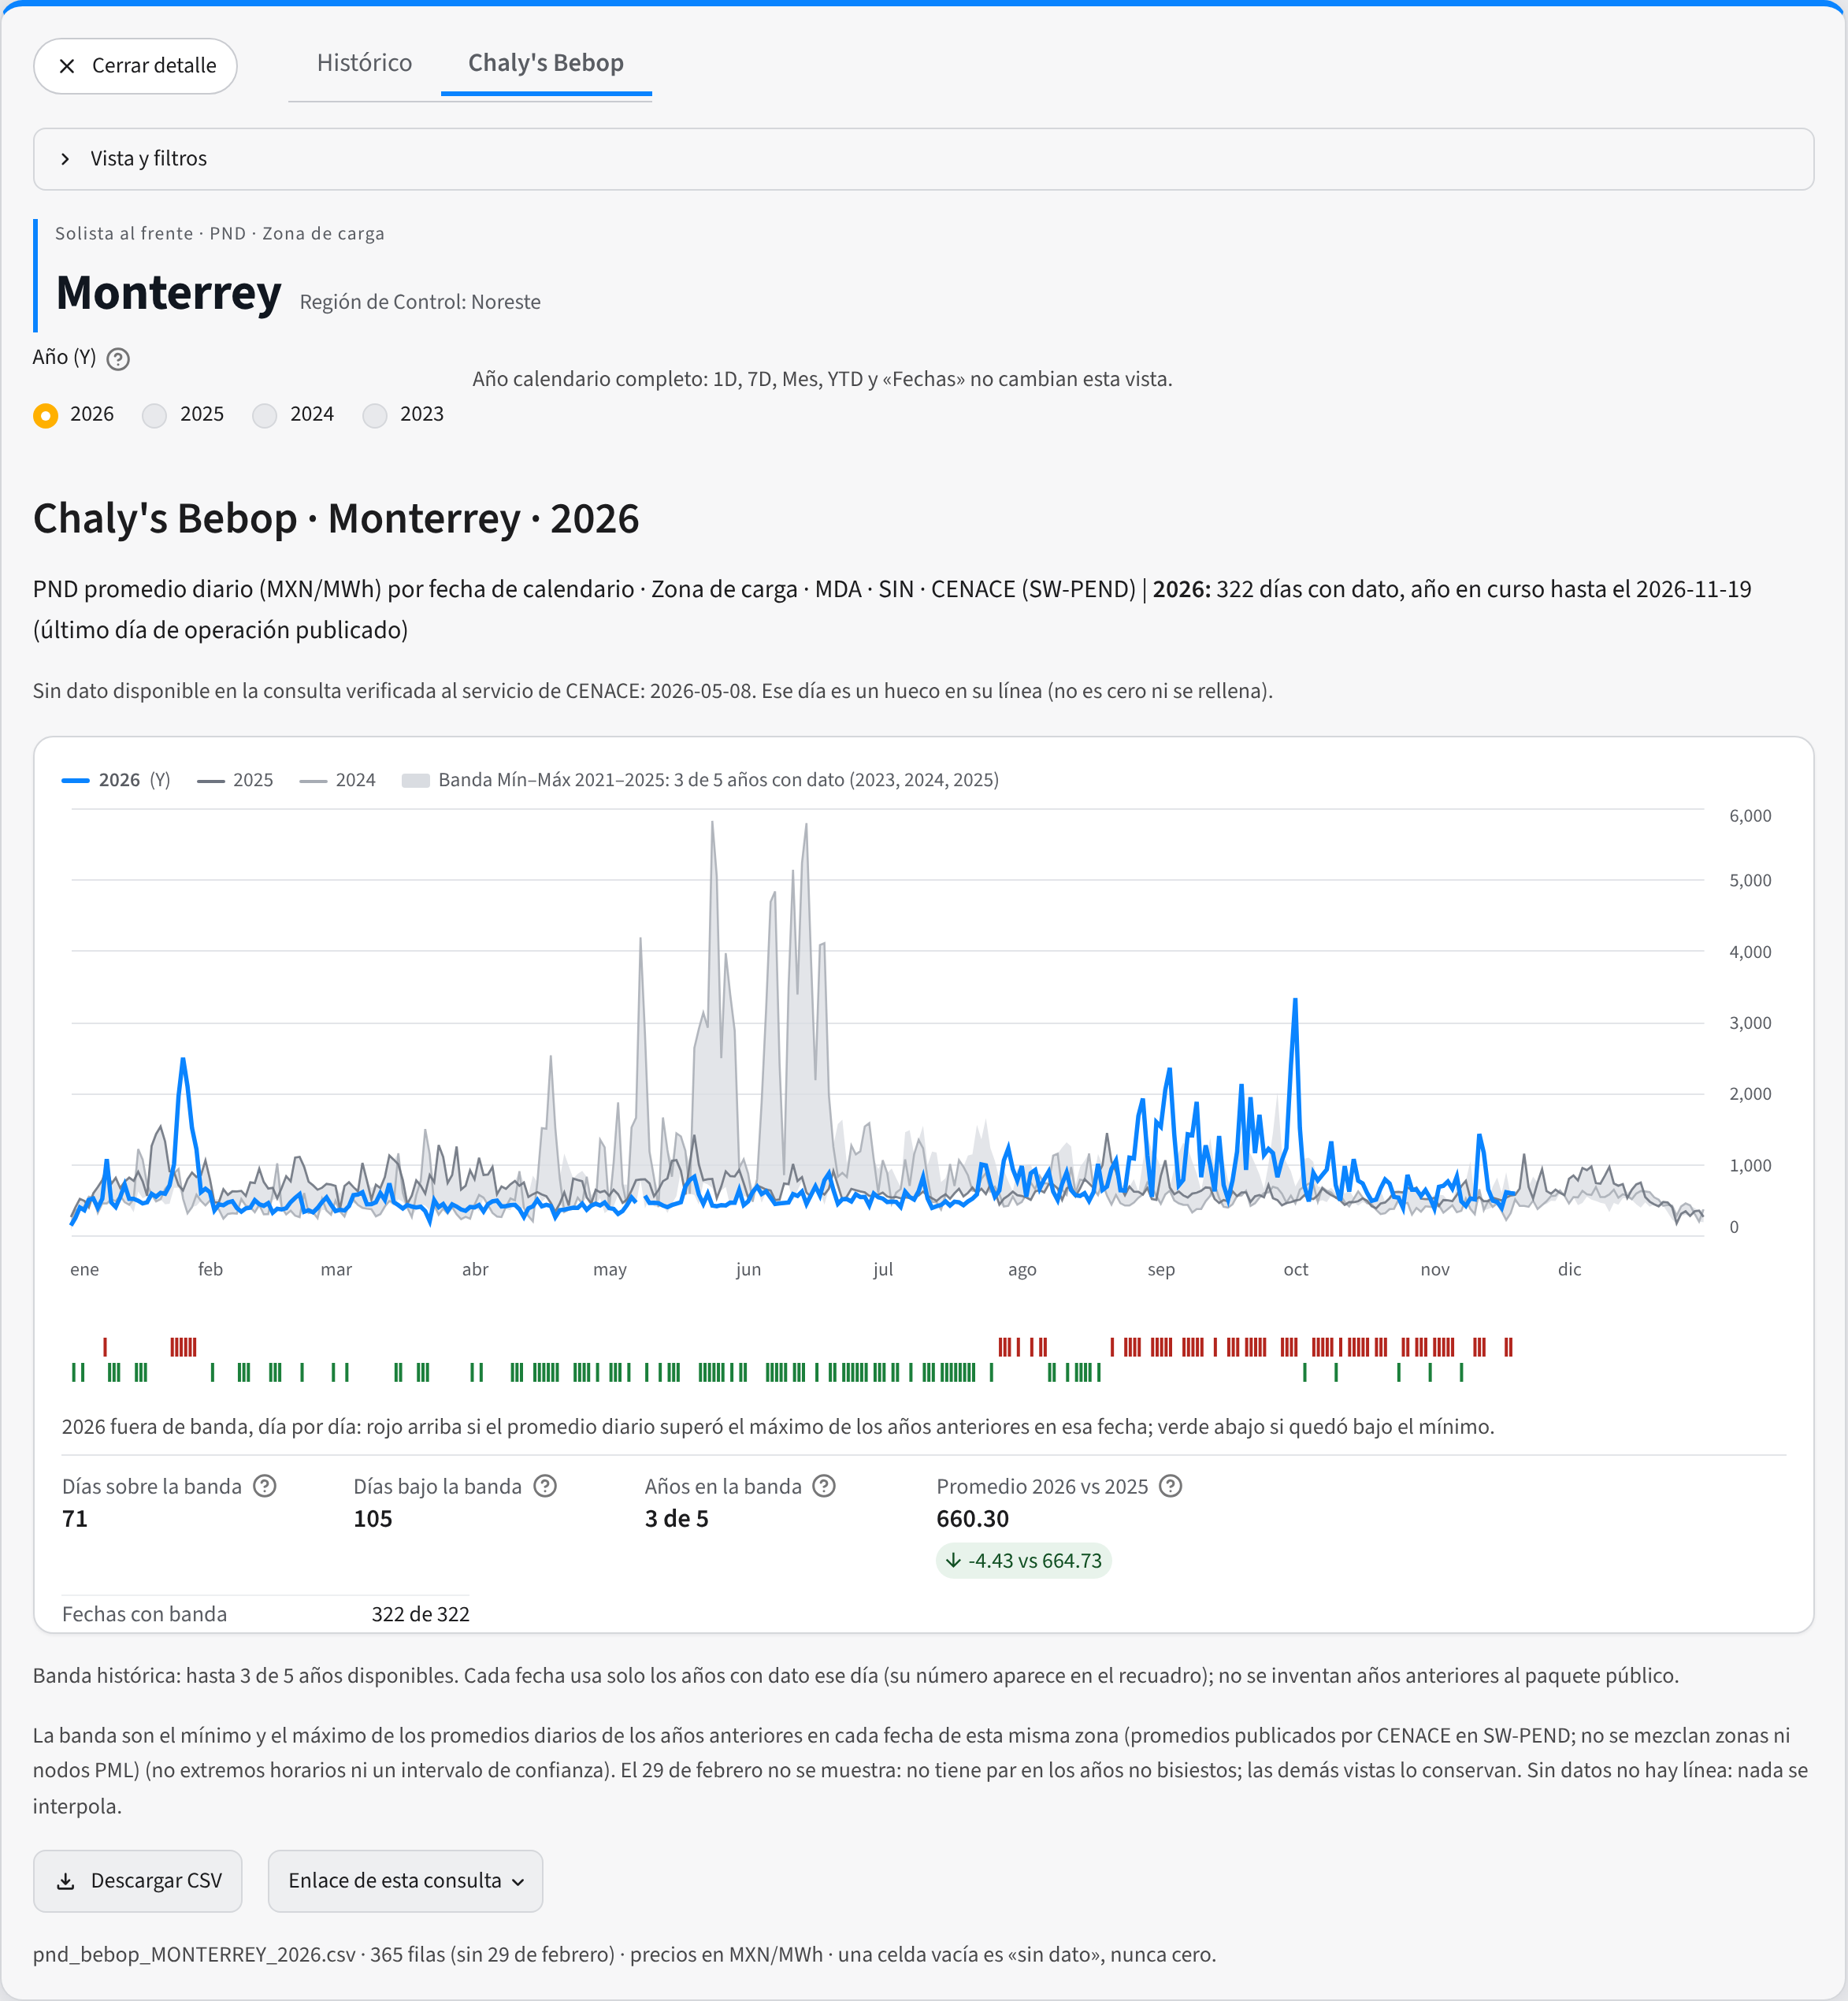 Cerrar detalle
Histórico
Chaly's Bebop
Vista y filtros
Solista al frente · PND · Zona de carga
Monterrey Región de Control: Noreste
Año (Y)
Año calendario completo: 1D, 7D, Mes, YTD y «Fechas» no cambian esta vista.
2026 2025 2024 2023
Chaly's Bebop · Monterrey · 2026
PND promedio diario (MXN/MWh) por fecha de calendario · Zona de carga · MDA · SIN · CENACE (SW-PEND) | 2026: 322 días con dato, año en curso hasta el 2026-11-19
(último día de operación publicado)
Sin dato disponible en la consulta verificada al servicio de CENACE: 2026-05-08. Ese día es un hueco en su línea (no es cero ni se rellena).
2026 (Y) 2025 2024 Banda Mín–Máx 2021–2025: 3 de 5 años con dato (2023, 2024, 2025)
6,000
5,000
4,000
3,000
2,000
1,000
0
ene feb mar abr may jun jul ago sep oct nov dic
2026 fuera de banda, día por día: rojo arriba si el promedio diario superó el máximo de los años anteriores en esa fecha; verde abajo si quedó bajo el mínimo.
Días sobre la banda
71
Días bajo la banda
105
Años en la banda
3 de 5
Promedio 2026 vs 2025
660.30
-4.43 vs 664.73
Fechas con banda 322 de 322
Banda histórica: hasta 3 de 5 años disponibles. Cada fecha usa solo los años con dato ese día (su número aparece en el recuadro); no se inventan años anteriores al paquete público.
La banda son el mínimo y el máximo de los promedios diarios de los años anteriores en cada fecha de esta misma zona (promedios publicados por CENACE en SW-PEND; no se mezclan zonas ni
nodos PML) (no extremos horarios ni un intervalo de confianza). El 29 de febrero no se muestra: no tiene par en los años no bisiestos; las demás vistas lo conservan. Sin datos no hay línea: nada se
interpola.
Descargar CSV
Enlace de esta consulta
pnd_bebop_MONTERREY_2026.csv · 365 filas (sin 29 de febrero) · precios en MXN/MWh · una celda vacía es «sin dato», nunca cero.